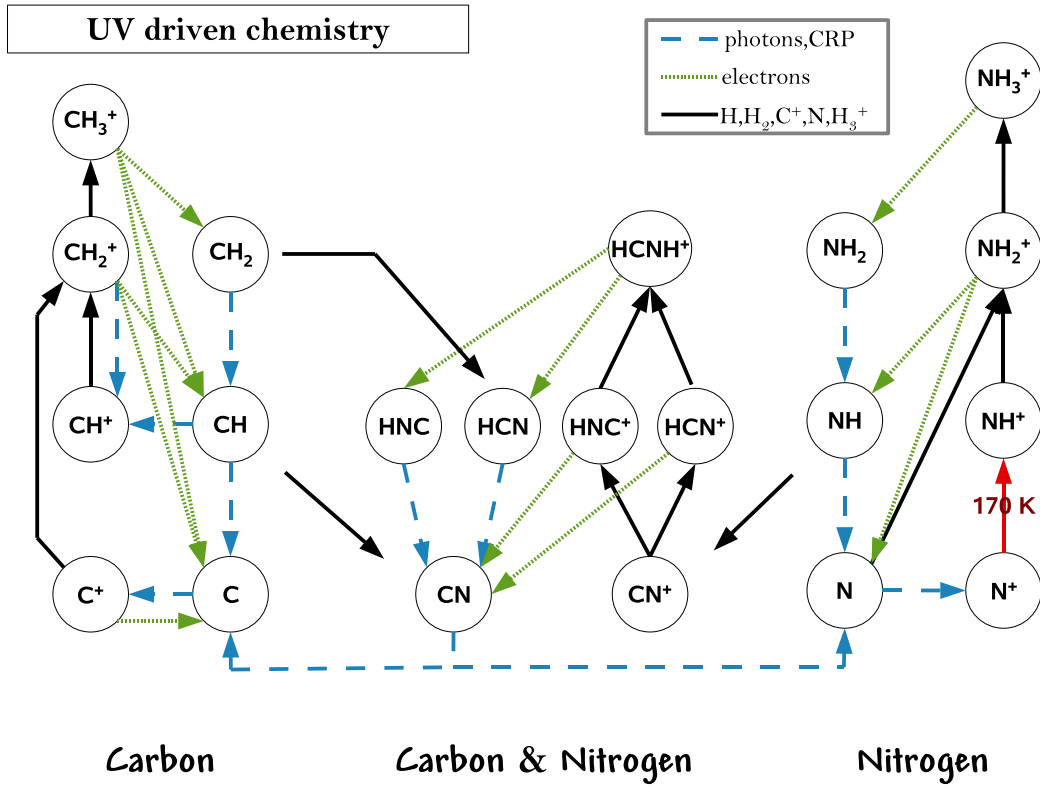 UV driven chemistry
photons,CRP
electrons
H,H₂,C⁺,N,H₃⁺
CH₃⁺
NH₃⁺
CH₂⁺
CH₂
HCNH⁺
NH₂
NH₂⁺
CH⁺
CH
HNC
HCN
HNC⁺
HCN⁺
NH
NH⁺
170 K
C⁺
C
CN
CN⁺
N
N⁺
Carbon
Carbon & Nitrogen
Nitrogen